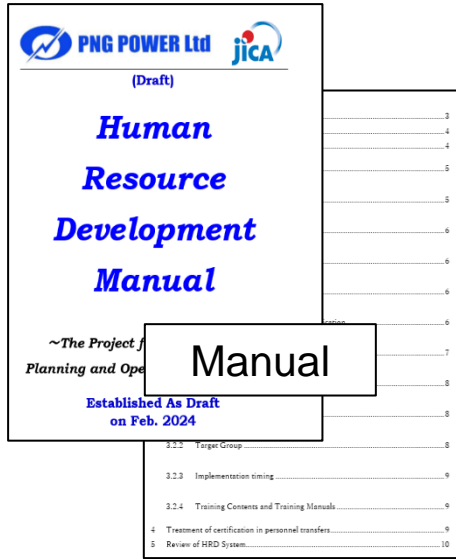 PNG POWER Ltd
jICA
(Draft)
Human
Resource
Development
Manual
~The Project f
Planning and Ope
Established As Draft
on Feb. 2024
Manual
3
4
4
5
5
6
6
6
6
7
8
8
3.2.2 Target Group 8
3.2.3 Implementation timing 9
3.2.4 Training Contents and Training Manuals 9
4 Treatment of certification in personnel transfers 9
5 Review of HRD System 10